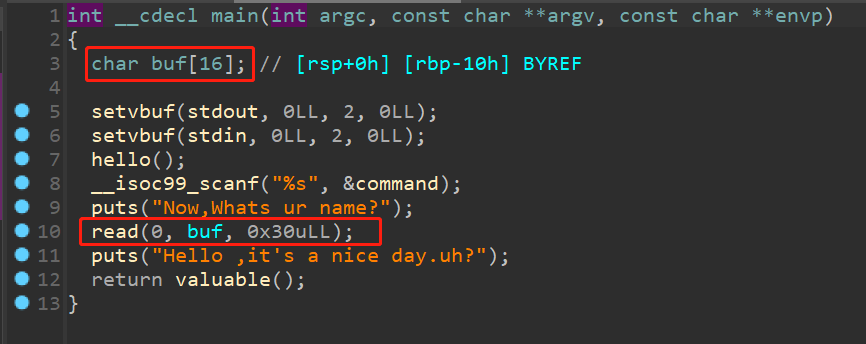 1 int __cdecl main(int argc, const char **argv, const char **envp)
2 {
3 char buf[16]; // [rsp+0h] [rbp-10h] BYREF
4
5 setvbuf(stdout, 0LL, 2, 0LL);
6 setvbuf(stdin, 0LL, 2, 0LL);
7 hello();
8 __isoc99_scanf("%s", &command);
9 puts("Now,Whats ur name?");
10 read(0, buf, 0x30uLL);
11 puts("Hello ,it's a nice day.uh?");
12 return valuable();
13 }